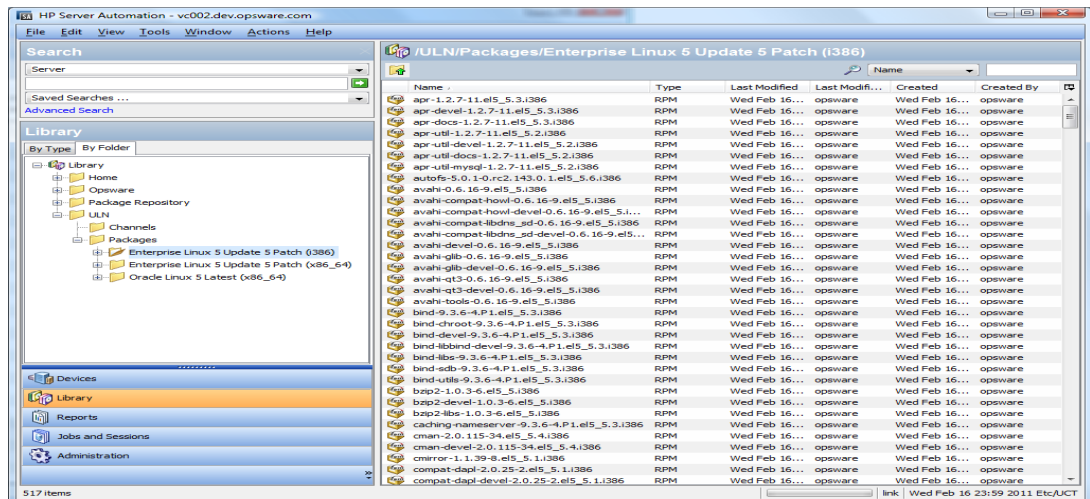 HP Server Automation - vc002.dev.opsware.com
File Edit View Tools Window Actions Help
Search
Server
Saved Searches ...
Advanced Search
Library
By Type By Folder
Library
Home
Opsware
Package Repository
ULN
Channels
Packages
Enterprise Linux 5 Update 5 Patch (i386)
Enterprise Linux 5 Update 5 Patch (x86_64)
Oracle Linux 5 Latest (x86_64)
Devices
Library
Reports
Jobs and Sessions
Administration
/ULN/Packages/Enterprise Linux 5 Update 5 Patch (i386)
Name
Name Type Last Modified Last Modifi... Created Created By
apr-1.2.7-11.el5_5.3.i386 RPM Wed Feb 16... opsware Wed Feb 16... opsware
apr-devel-1.2.7-11.el5_5.3.i386 RPM Wed Feb 16... opsware Wed Feb 16... opsware
apr-docs-1.2.7-11.el5_5.3.i386 RPM Wed Feb 16... opsware Wed Feb 16... opsware
apr-util-1.2.7-11.el5_5.2.i386 RPM Wed Feb 16... opsware Wed Feb 16... opsware
apr-util-devel-1.2.7-11.el5_5.2.i386 RPM Wed Feb 16... opsware Wed Feb 16... opsware
apr-util-docs-1.2.7-11.el5_5.2.i386 RPM Wed Feb 16... opsware Wed Feb 16... opsware
apr-util-mysql-1.2.7-11.el5_5.2.i386 RPM Wed Feb 16... opsware Wed Feb 16... opsware
autofs-5.0.1-0.rc2.143.0.1.el5_5.6.i386 RPM Wed Feb 16... opsware Wed Feb 16... opsware
avahi-0.6.16-9.el5_5.i386 RPM Wed Feb 16... opsware Wed Feb 16... opsware
avahi-compat-howl-0.6.16-9.el5_5.i386 RPM Wed Feb 16... opsware Wed Feb 16... opsware
avahi-compat-howl-devel-0.6.16-9.el5_5.i... RPM Wed Feb 16... opsware Wed Feb 16... opsware
avahi-compat-libdns_sd-0.6.16-9.el5_5.i386 RPM Wed Feb 16... opsware Wed Feb 16... opsware
avahi-compat-libdns_sd-devel-0.6.16-9.el5... RPM Wed Feb 16... opsware Wed Feb 16... opsware
avahi-devel-0.6.16-9.el5_5.i386 RPM Wed Feb 16... opsware Wed Feb 16... opsware
avahi-glib-0.6.16-9.el5_5.i386 RPM Wed Feb 16... opsware Wed Feb 16... opsware
avahi-glib-devel-0.6.16-9.el5_5.i386 RPM Wed Feb 16... opsware Wed Feb 16... opsware
avahi-qt3-0.6.16-9.el5_5.i386 RPM Wed Feb 16... opsware Wed Feb 16... opsware
avahi-qt3-devel-0.6.16-9.el5_5.i386 RPM Wed Feb 16... opsware Wed Feb 16... opsware
avahi-tools-0.6.16-9.el5_5.i386 RPM Wed Feb 16... opsware Wed Feb 16... opsware
bind-9.3.6-4.P1.el5_5.3.i386 RPM Wed Feb 16... opsware Wed Feb 16... opsware
bind-chroot-9.3.6-4.P1.el5_5.3.i386 RPM Wed Feb 16... opsware Wed Feb 16... opsware
bind-devel-9.3.6-4.P1.el5_5.3.i386 RPM Wed Feb 16... opsware Wed Feb 16... opsware
bind-libbind-devel-9.3.6-4.P1.el5_5.3.i386 RPM Wed Feb 16... opsware Wed Feb 16... opsware
bind-libs-9.3.6-4.P1.el5_5.3.i386 RPM Wed Feb 16... opsware Wed Feb 16... opsware
bind-sdb-9.3.6-4.P1.el5_5.3.i386 RPM Wed Feb 16... opsware Wed Feb 16... opsware
bind-utils-9.3.6-4.P1.el5_5.3.i386 RPM Wed Feb 16... opsware Wed Feb 16... opsware
bzip2-1.0.3-6.el5_5.i386 RPM Wed Feb 16... opsware Wed Feb 16... opsware
bzip2-devel-1.0.3-6.el5_5.i386 RPM Wed Feb 16... opsware Wed Feb 16... opsware
bzip2-libs-1.0.3-6.el5_5.i386 RPM Wed Feb 16... opsware Wed Feb 16... opsware
caching-nameserver-9.3.6-4.P1.el5_5.3.i386 RPM Wed Feb 16... opsware Wed Feb 16... opsware
cman-2.0.115-34.el5_5.4.i386 RPM Wed Feb 16... opsware Wed Feb 16... opsware
cman-devel-2.0.115-34.el5_5.4.i386 RPM Wed Feb 16... opsware Wed Feb 16... opsware
cmirror-1.1.39-8.el5_5.1.i386 RPM Wed Feb 16... opsware Wed Feb 16... opsware
compat-dapl-2.0.25-2.el5_5.1.i386 RPM Wed Feb 16... opsware Wed Feb 16... opsware
compat-dapl-devel-2.0.25-2.el5_5.1.i386 RPM Wed Feb 16... opsware Wed Feb 16... opsware
517 items
link Wed Feb 16 23:59 2011 Etc/UCT